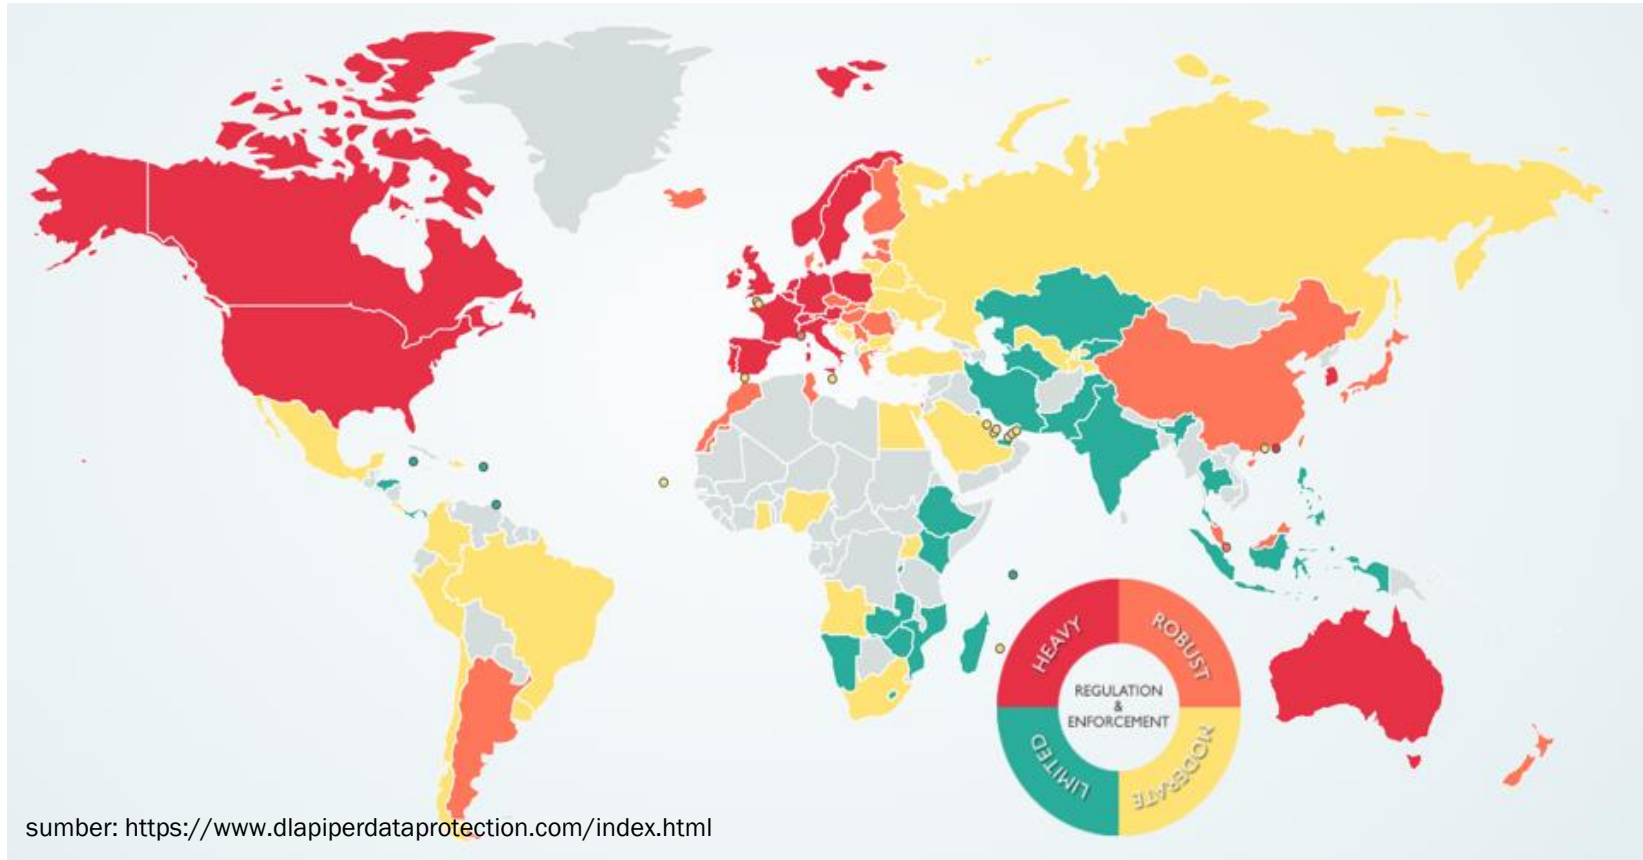 HEAVY
ROBUST
REGULATION
&
ENFORCEMENT
LIMITED
MODERATE
sumber: https://www.dlapiperdataprotection.com/index.html